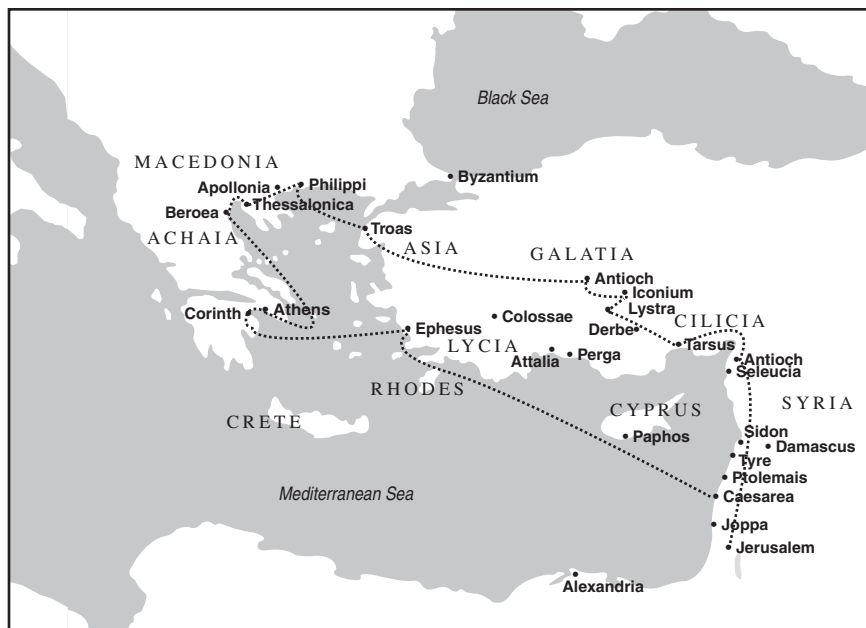 Black Sea
MACEDONIA
Byzantium
Apollonia
Philippi
Thessalonica
Beroea
ACHAIA
Troas
ASIA
GALATIA
Antioch
Iconium
Lystra
Corinth
Athens
Colossae
Ephesus
Derbe
CILICIA
LYCIA
Tarsus
Attalia
Perga
Antioch
Seleucia
RHODES
SYRIA
CYPRUS
CRETE
Paphos
Sidon
Damascus
Tyre
Ptolemais
Mediterranean Sea
Caesarea
Joppa
Jerusalem
Alexandria